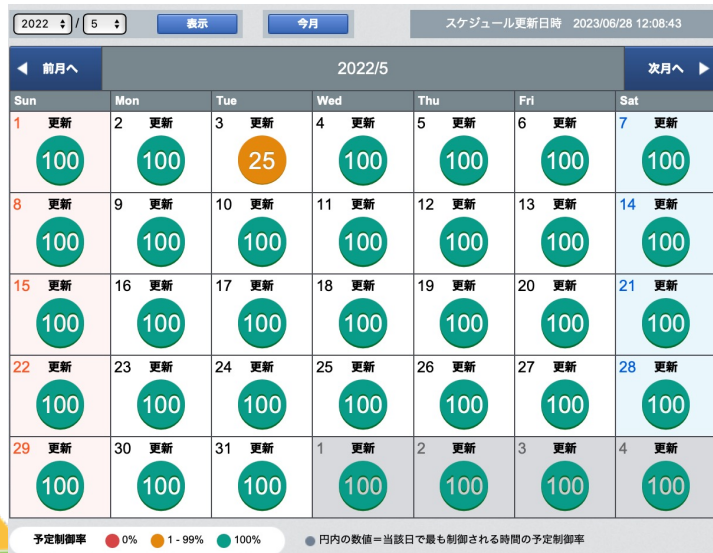 2022 / 5 表示 今月 スケジュール更新日時 2023/06/28 12:08:43
前月へ 2022/5 次月へ
Sun Mon Tue Wed Thu Fri Sat
1 更新 2 更新 3 更新 4 更新 5 更新 6 更新 7 更新
100 100 25 100 100 100 100
8 更新 9 更新 10 更新 11 更新 12 更新 13 更新 14 更新
100 100 100 100 100 100 100
15 更新 16 更新 17 更新 18 更新 19 更新 20 更新 21 更新
100 100 100 100 100 100 100
22 更新 23 更新 24 更新 25 更新 26 更新 27 更新 28 更新
100 100 100 100 100 100 100
29 更新 30 更新 31 更新 1 更新 2 更新 3 更新 4 更新
100 100 100 100 100 100 100
予定制御率 0% 1 - 99% 100% 円内の数値＝当該日で最も制御される時間の予定制御率